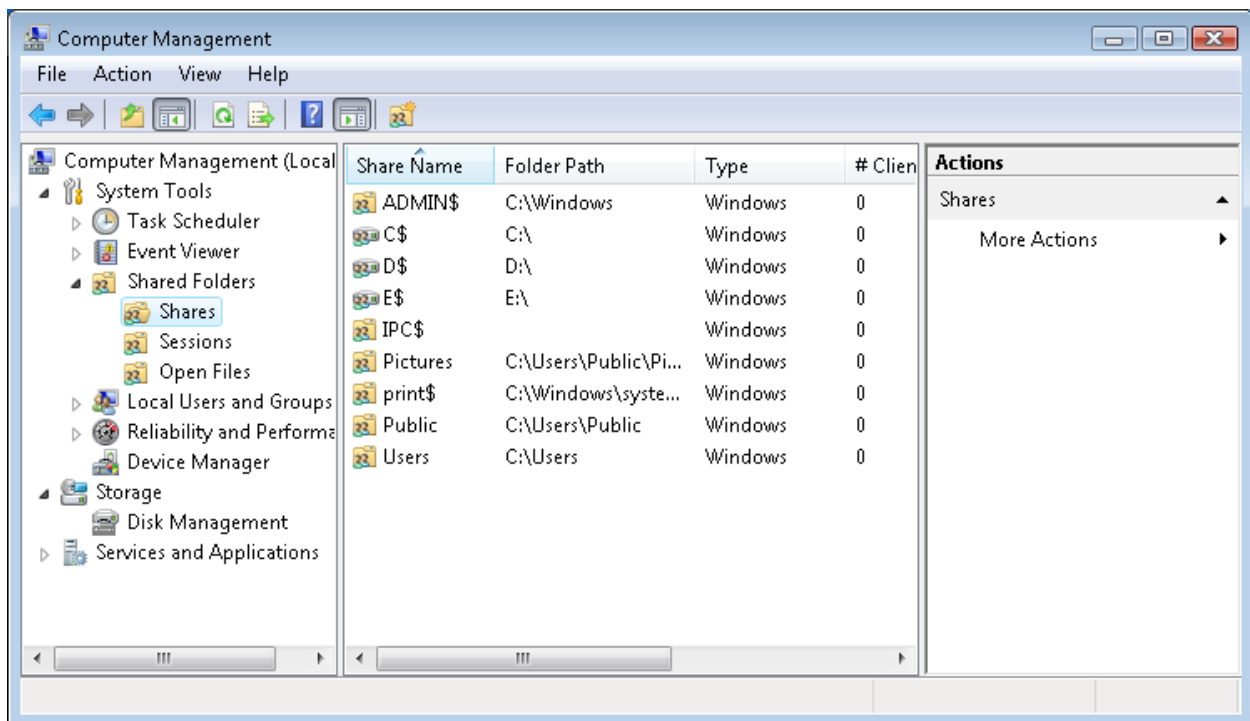 Computer Management
File Action View Help
Computer Management (Local
System Tools
Task Scheduler
Event Viewer
Shared Folders
Shares
Sessions
Open Files
Local Users and Groups
Reliability and Performa
Device Manager
Storage
Disk Management
Services and Applications
Share Name Folder Path Type # Clien
ADMIN$ C:\Windows Windows 0
C$ C:\ Windows 0
D$ D:\ Windows 0
E$ E:\ Windows 0
IPC$ Windows 0
Pictures C:\Users\Public\Pi... Windows 0
print$ C:\Windows\syste... Windows 0
Public C:\Users\Public Windows 0
Users C:\Users Windows 0
Actions
Shares
More Actions